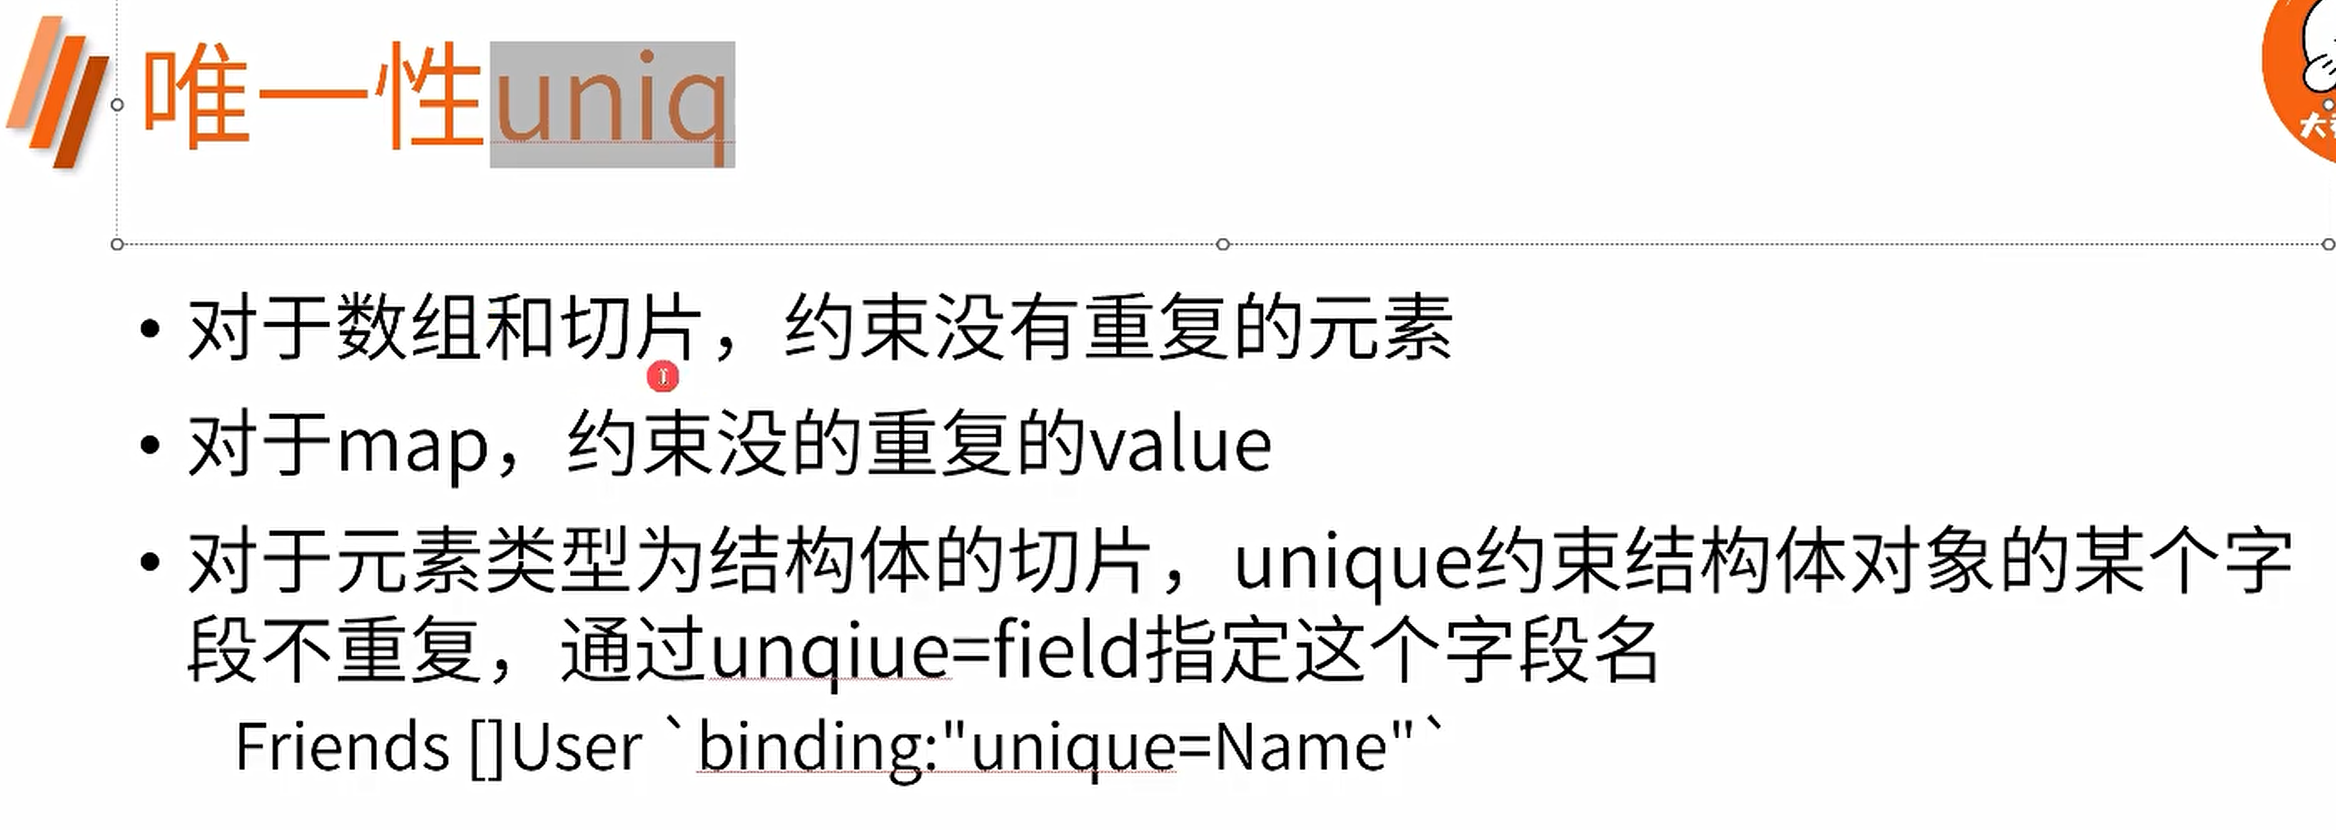 唯一性uniq
• 对于数组和切片，约束没有重复的元素
• 对于map，约束没的重复的value
• 对于元素类型为结构体的切片，unique约束结构体对象的某个字
段不重复，通过unqiue=field指定这个字段名
Friends []User `binding:"unique=Name"`